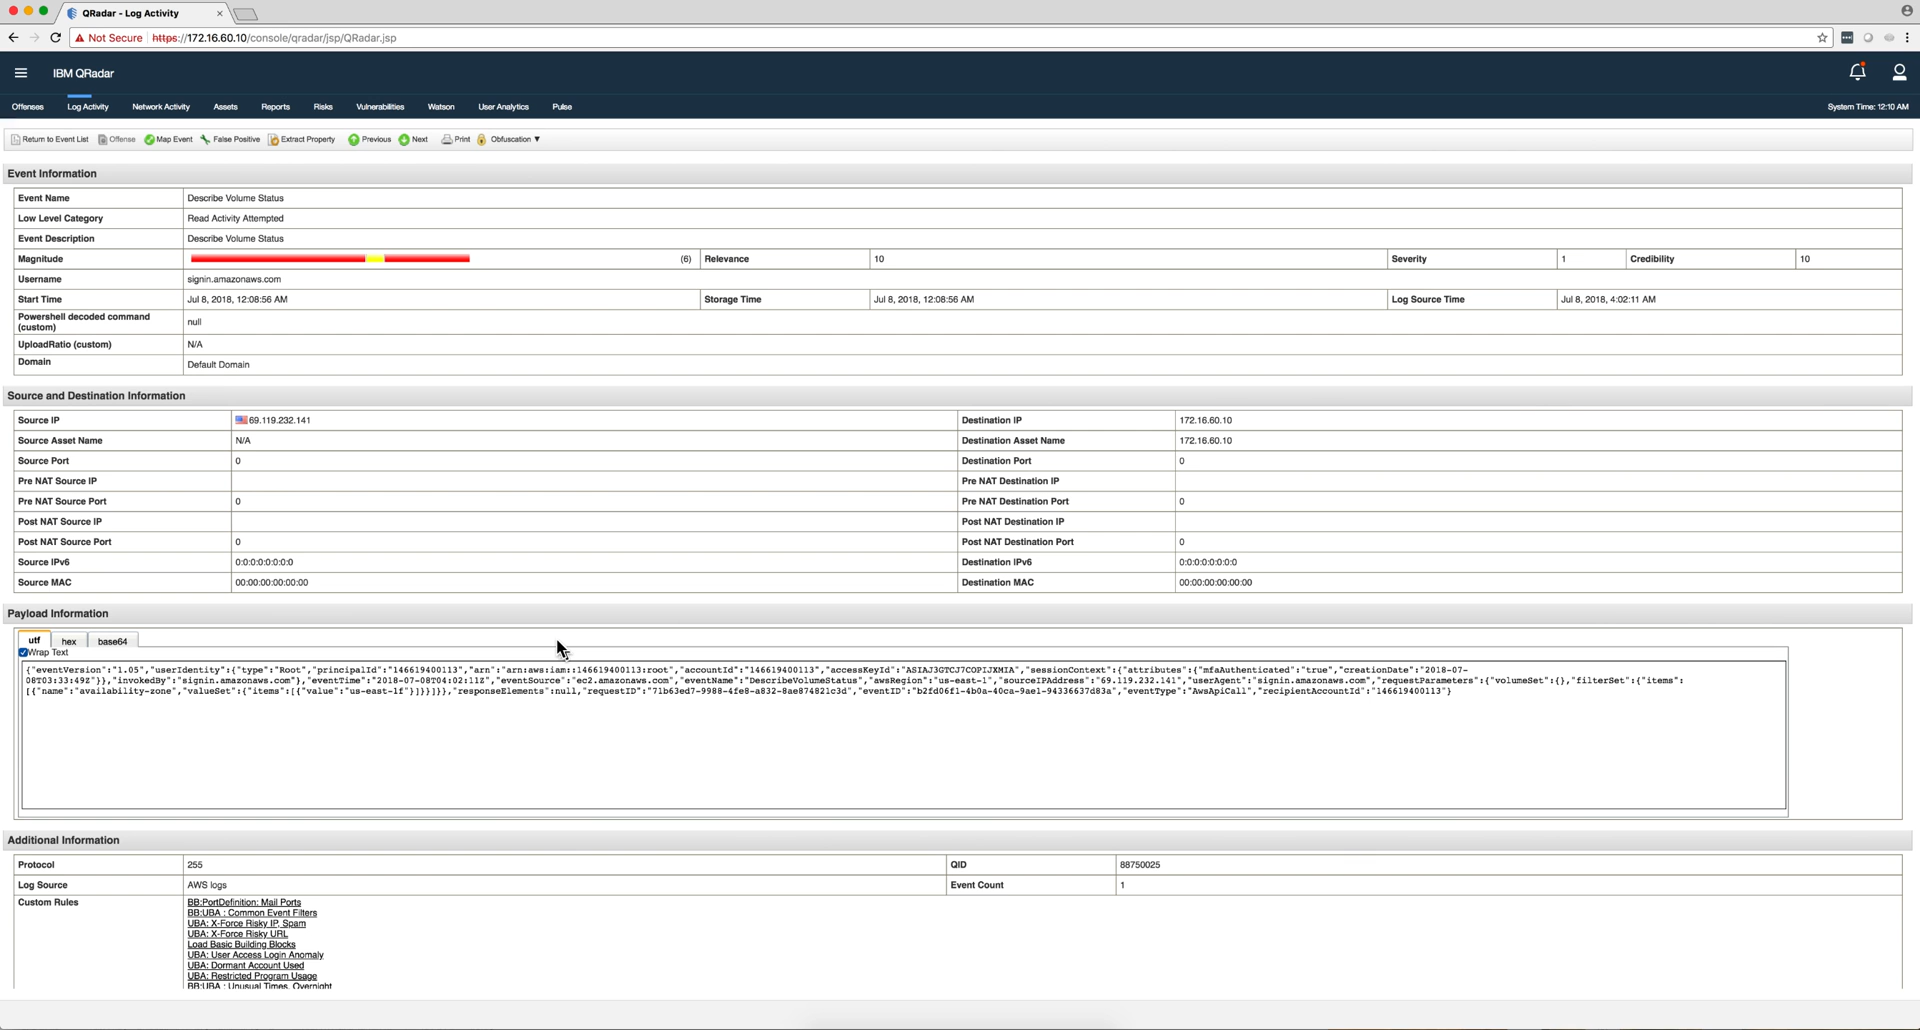 QRadar - Log Activity
Not Secure https://172.16.60.10/console/qradar/jsp/QRadar.jsp
IBM QRadar
Offenses Log Activity Network Activity Assets Reports Risks Vulnerabilities Watson User Analytics Pulse System Time: 12:10 AM
Return to Event List Offense Map Event False Positive Extract Property Previous Next Print Obfuscation ▼
Event Information
Event Name Describe Volume Status
Low Level Category Read Activity Attempted
Event Description Describe Volume Status
Magnitude (6) Relevance 10 Severity 1 Credibility 10
Username signin.amazonaws.com
Start Time Jul 8, 2018, 12:08:56 AM Storage Time Jul 8, 2018, 12:08:56 AM Log Source Time Jul 8, 2018, 4:02:11 AM
Powershell decoded command
(custom) null
UploadRatio (custom) N/A
Domain Default Domain
Source and Destination Information
Source IP 69.119.232.141 Destination IP 172.16.60.10
Source Asset Name N/A Destination Asset Name 172.16.60.10
Source Port 0 Destination Port 0
Pre NAT Source IP Pre NAT Destination IP
Pre NAT Source Port 0 Pre NAT Destination Port 0
Post NAT Source IP Post NAT Destination IP
Post NAT Source Port 0 Post NAT Destination Port 0
Source IPv6 0:0:0:0:0:0:0:0 Destination IPv6 0:0:0:0:0:0:0:0
Source MAC 00:00:00:00:00:00 Destination MAC 00:00:00:00:00:00
Payload Information
utf hex base64
Wrap Text
{"eventVersion":"1.05","userIdentity":{"type":"Root","principalId":"146619400113","arn":"arn:aws:iam::146619400113:root","accountId":"146619400113","accessKeyId":"ASIAJ3GTCJ7COPIJXMIA","sessionContext":{"attributes":{"mfaAuthenticated":"true","creationDate":"2018-07-
08T03:33:49Z"}},"invokedBy":"signin.amazonaws.com"},"eventTime":"2018-07-08T04:02:11Z","eventSource":"ec2.amazonaws.com","eventName":"DescribeVolumeStatus","awsRegion":"us-east-1","sourceIPAddress":"69.119.232.141","userAgent":"signin.amazonaws.com","requestParameters":{"volumeSet":{},"filterSet":{"items":
[{"name":"availability-zone","valueSet":{"items":[{"value":"us-east-1f"}]}}]}},"responseElements":null,"requestID":"71b63ed7-9988-4fe8-a832-8ae874821c3d","eventID":"b2fd06f1-4b0a-40ca-9ae1-94336637d83a","eventType":"AwsApiCall","recipientAccountId":"146619400113"}
Additional Information
Protocol 255 QID 88750025
Log Source AWS logs Event Count 1
Custom Rules BB:PortDefinition: Mail Ports
BB:UBA : Common Event Filters
UBA: X-Force Risky IP, Spam
UBA: X-Force Risky URL
Load Basic Building Blocks
UBA: User Access Login Anomaly
UBA: Dormant Account Used
UBA: Restricted Program Usage
BB:UBA : Unusual Times, Overnight